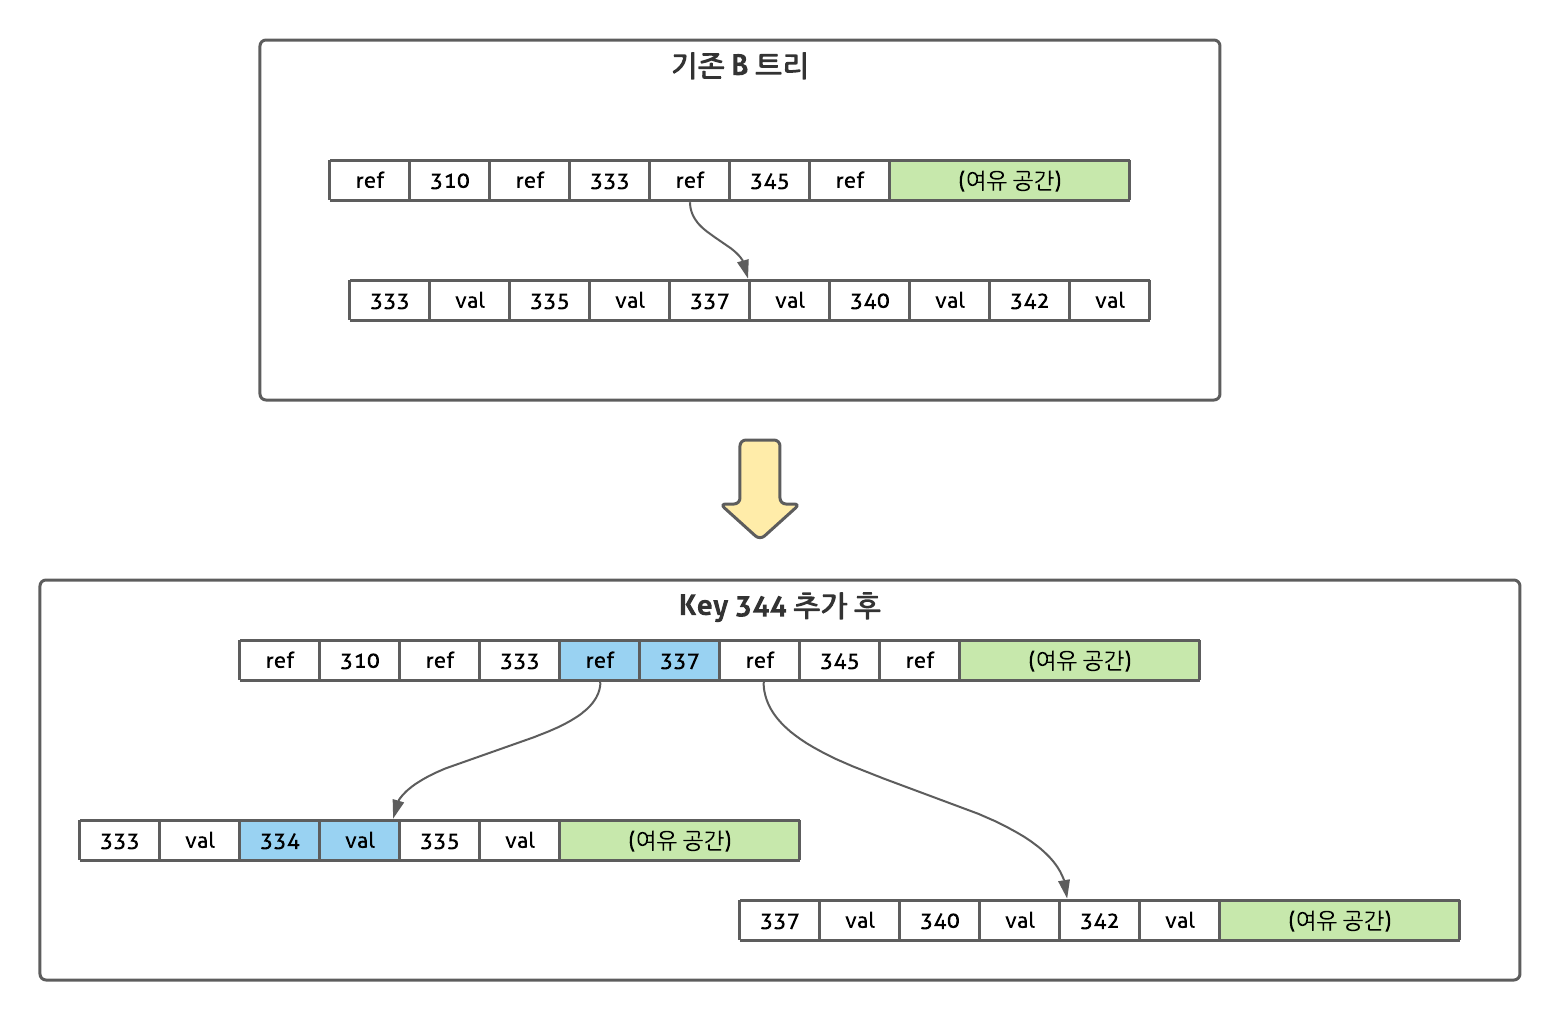 기존 B 트리
ref 310 ref 333 ref 345 ref (여유 공간)
333 val 335 val 337 val 340 val 342 val
Key 344 추가 후
ref 310 ref 333 ref 337 ref 345 ref (여유 공간)
333 val 334 val 335 val (여유 공간)
337 val 340 val 342 val (여유 공간)